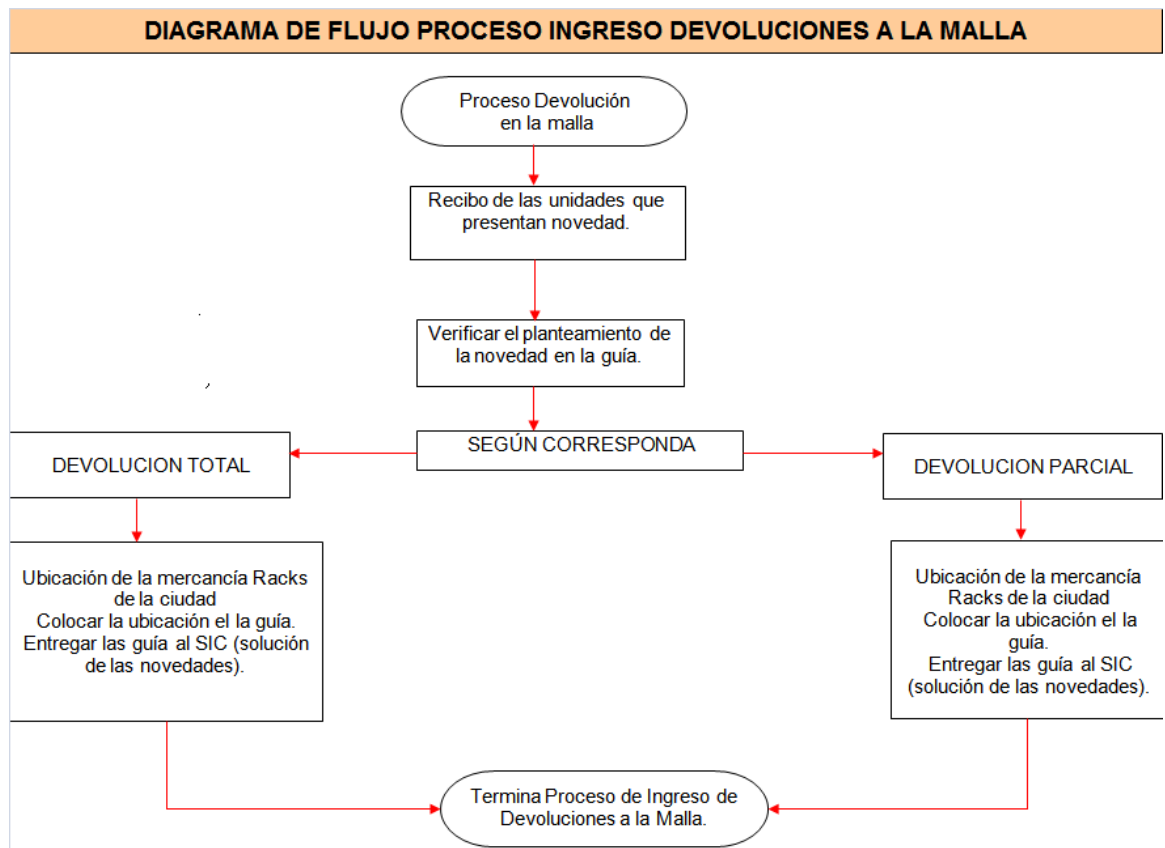 DIAGRAMA DE FLUJO PROCESO INGRESO DEVOLUCIONES A LA MALLA
Proceso Devolución
en la malla
Recibo de las unidades que
presentan novedad.
Verificar el planteamiento de
la novedad en la guía.
SEGÚN CORRESPONDA
DEVOLUCION TOTAL
DEVOLUCION PARCIAL
Ubicación de la mercancía Racks
de la ciudad
Colocar la ubicación el la guía.
Entregar las guía al SIC (solución
de las novedades).
Ubicación de la mercancía
Racks de la ciudad
Colocar la ubicación el la
guía.
Entregar las guía al SIC
(solución de las novedades).
Termina Proceso de Ingreso de
Devoluciones a la Malla.